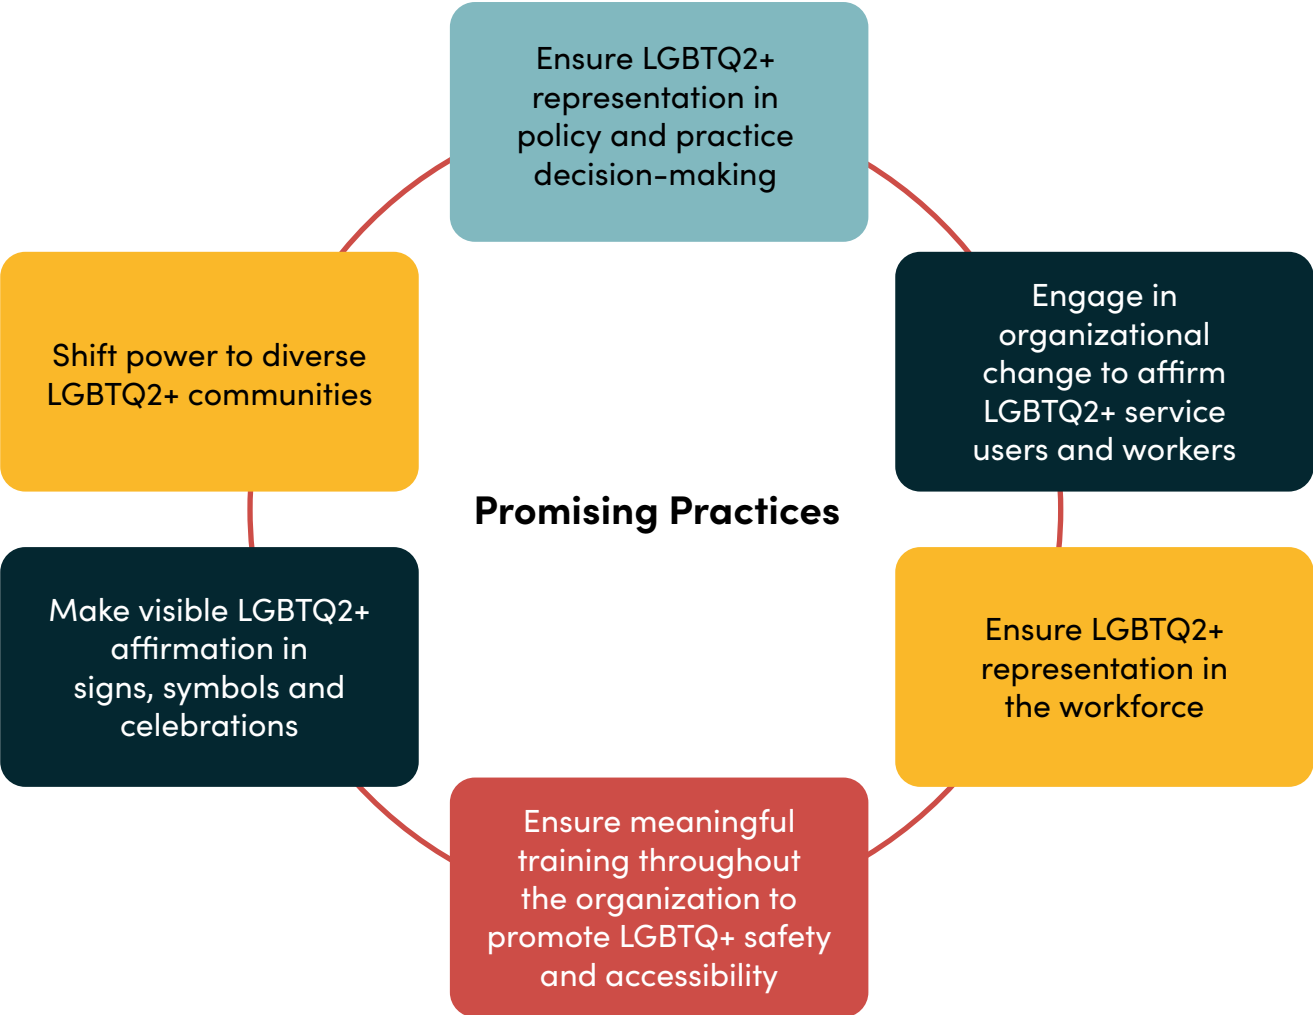 Ensure LGBTQ2+
representation in
policy and practice
decision-making
Engage in
organizational
change to affirm
LGBTQ2+ service
users and workers
Ensure LGBTQ2+
representation in
the workforce
Ensure meaningful
training throughout
the organization to
promote LGBTQ+ safety
and accessibility
Make visible LGBTQ2+
affirmation in
signs, symbols and
celebrations
Shift power to diverse
LGBTQ2+ communities
Promising Practices